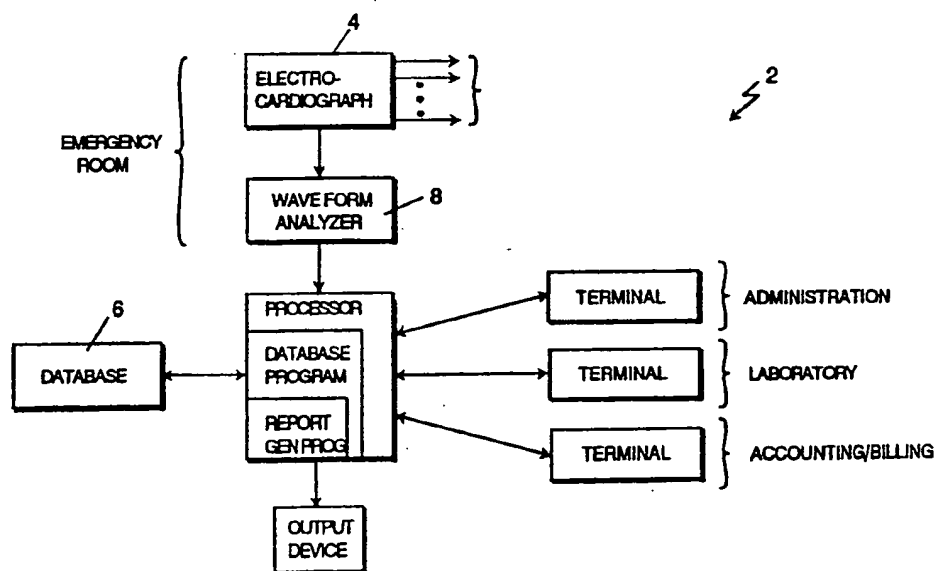 4
ELECTRO-
CARDIOGRAPH
2
EMERGENCY
ROOM
WAVE FORM
ANALYZER
8
PROCESSOR
DATABASE
PROGRAM
REPORT
GEN PROG
6
DATABASE
TERMINAL
ADMINISTRATION
TERMINAL
LABORATORY
TERMINAL
ACCOUNTING/BILLING
OUTPUT
DEVICE